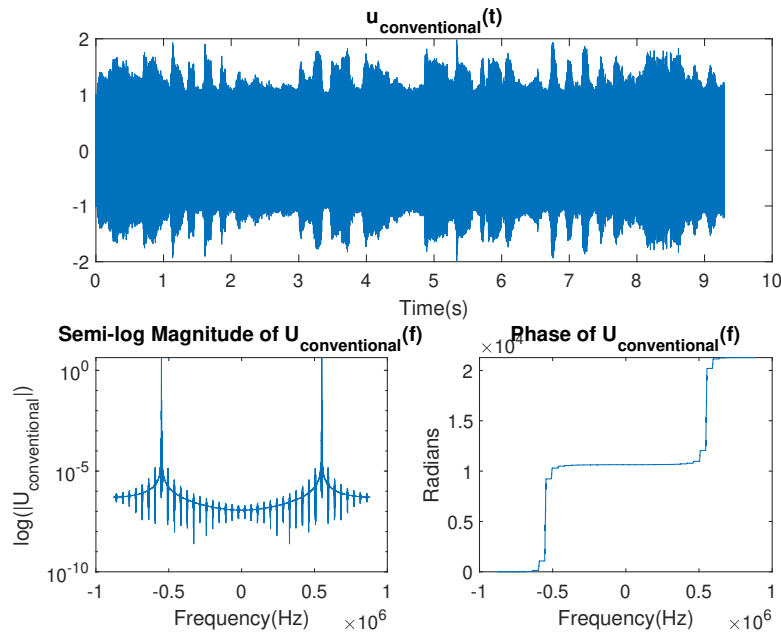 u_conventional(t)
2
1
0
-1
-2
0 1 2 3 4 5 6 7 8 9 10
Time(s)
Semi-log Magnitude of U_conventional(f)
10^0
10^-5
10^-10
log(|U_conventional|)
-1 -0.5 0 0.5 1
Frequency(Hz) ×10^6
Phase of U_conventional(f)
×10^4
2
1.5
1
0.5
0
Radians
-1 -0.5 0 0.5 1
Frequency(Hz) ×10^6